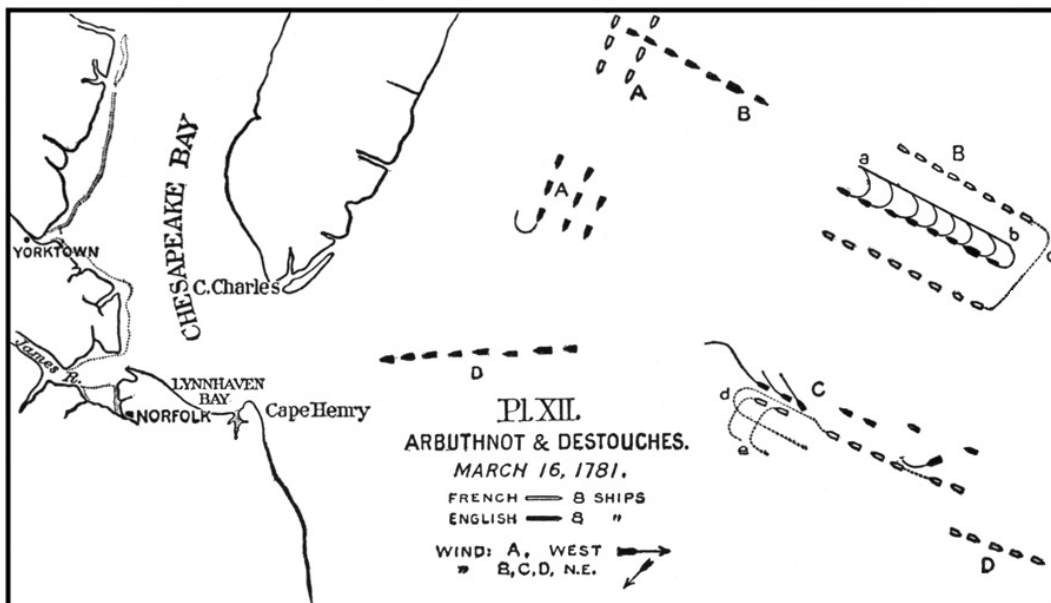 A
B
CHESAPEAKE BAY
A
a
B
b
c
YORKTOWN
C. Charles
James R.
LYNNHAVEN
BAY
NORFOLK
Cape Henry
D
Pl.XII.
ARBUTHNOT & DESTOUCHES.
MARCH 16, 1781.
FRENCH 8 SHIPS
ENGLISH 8 "
WIND: A, WEST
" B, C, D, N.E.
d
C
e
D